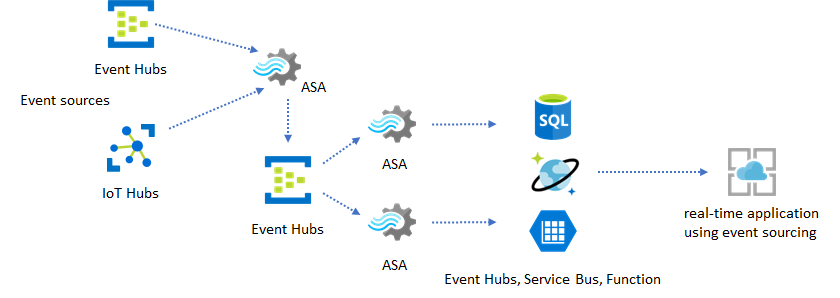 Event Hubs
ASA
Event sources
SQL
ASA
IoT Hubs
real-time application
using event sourcing
Event Hubs
ASA
Event Hubs, Service Bus, Function